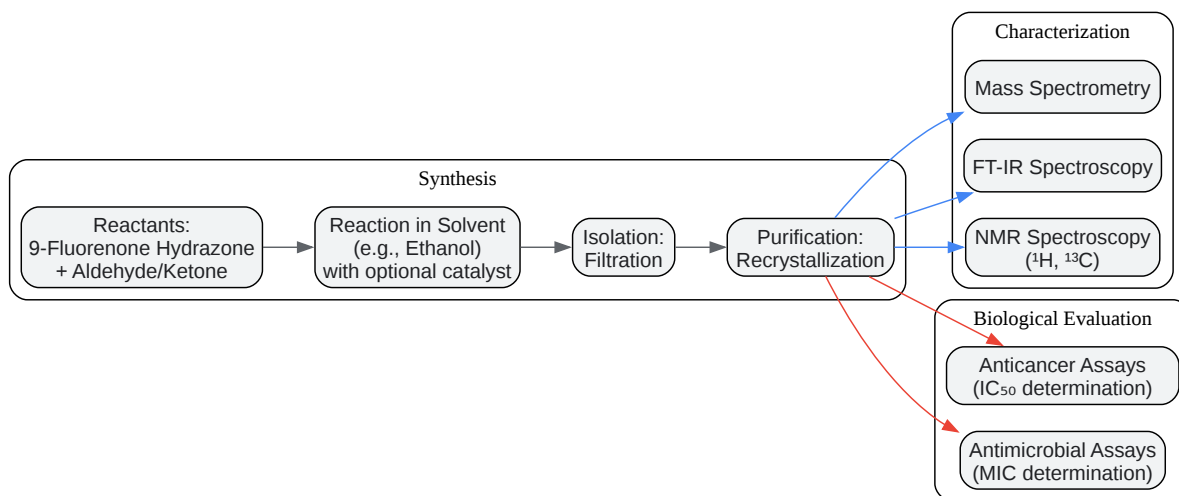 Characterization
Mass Spectrometry
FT-IR Spectroscopy
NMR Spectroscopy
(¹H, ¹³C)
Synthesis
Reactants:
9-Fluorenone Hydrazone
+ Aldehyde/Ketone
Reaction in Solvent
(e.g., Ethanol)
with optional catalyst
Isolation:
Filtration
Purification:
Recrystallization
Biological Evaluation
Anticancer Assays
(IC₅₀ determination)
Antimicrobial Assays
(MIC determination)